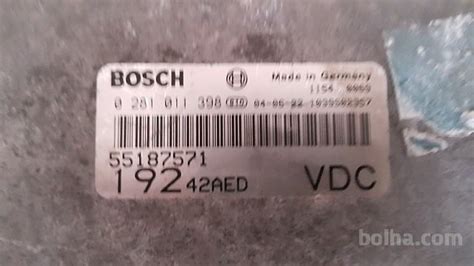 BOSCH Made in Germany
0 281 011 398
55187571
192 42AED VDC
bolha.com